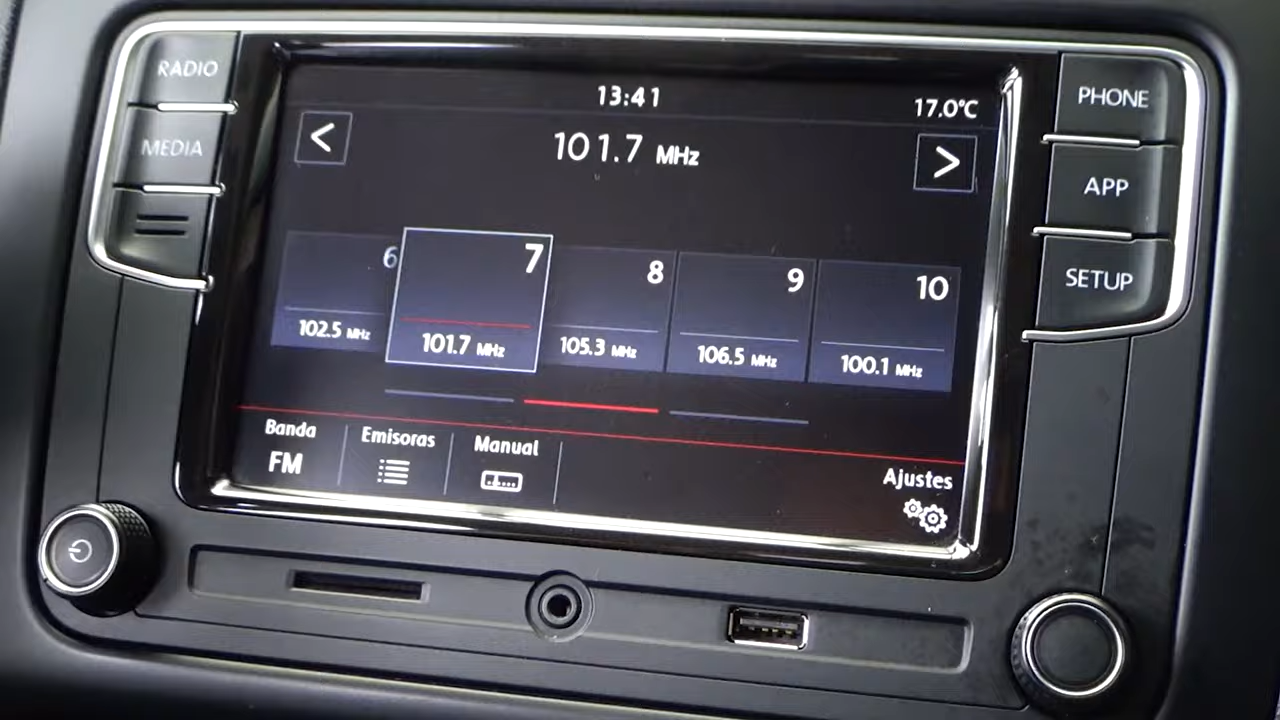 RADIO
MEDIA
PHONE
APP
SETUP
13:41
17.0°C
<
101.7 MHz
>
6
7
8
9
10
102.5 MHz
101.7 MHz
105.3 MHz
106.5 MHz
100.1 MHz
Banda
FM
Emisoras
Manual
Ajustes